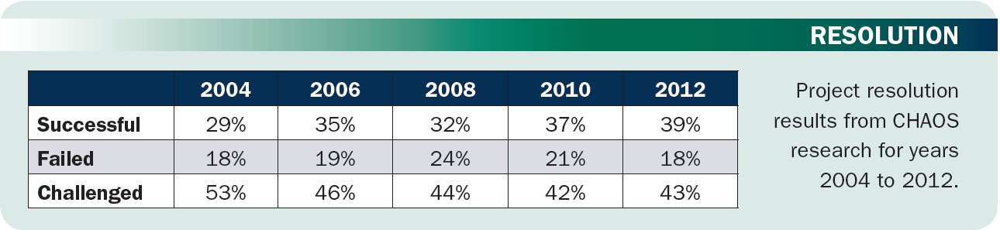 RESOLUTION
2004 2006 2008 2010 2012
Successful 29% 35% 32% 37% 39%
Failed 18% 19% 24% 21% 18%
Challenged 53% 46% 44% 42% 43%
Project resolution
results from CHAOS
research for years
2004 to 2012.